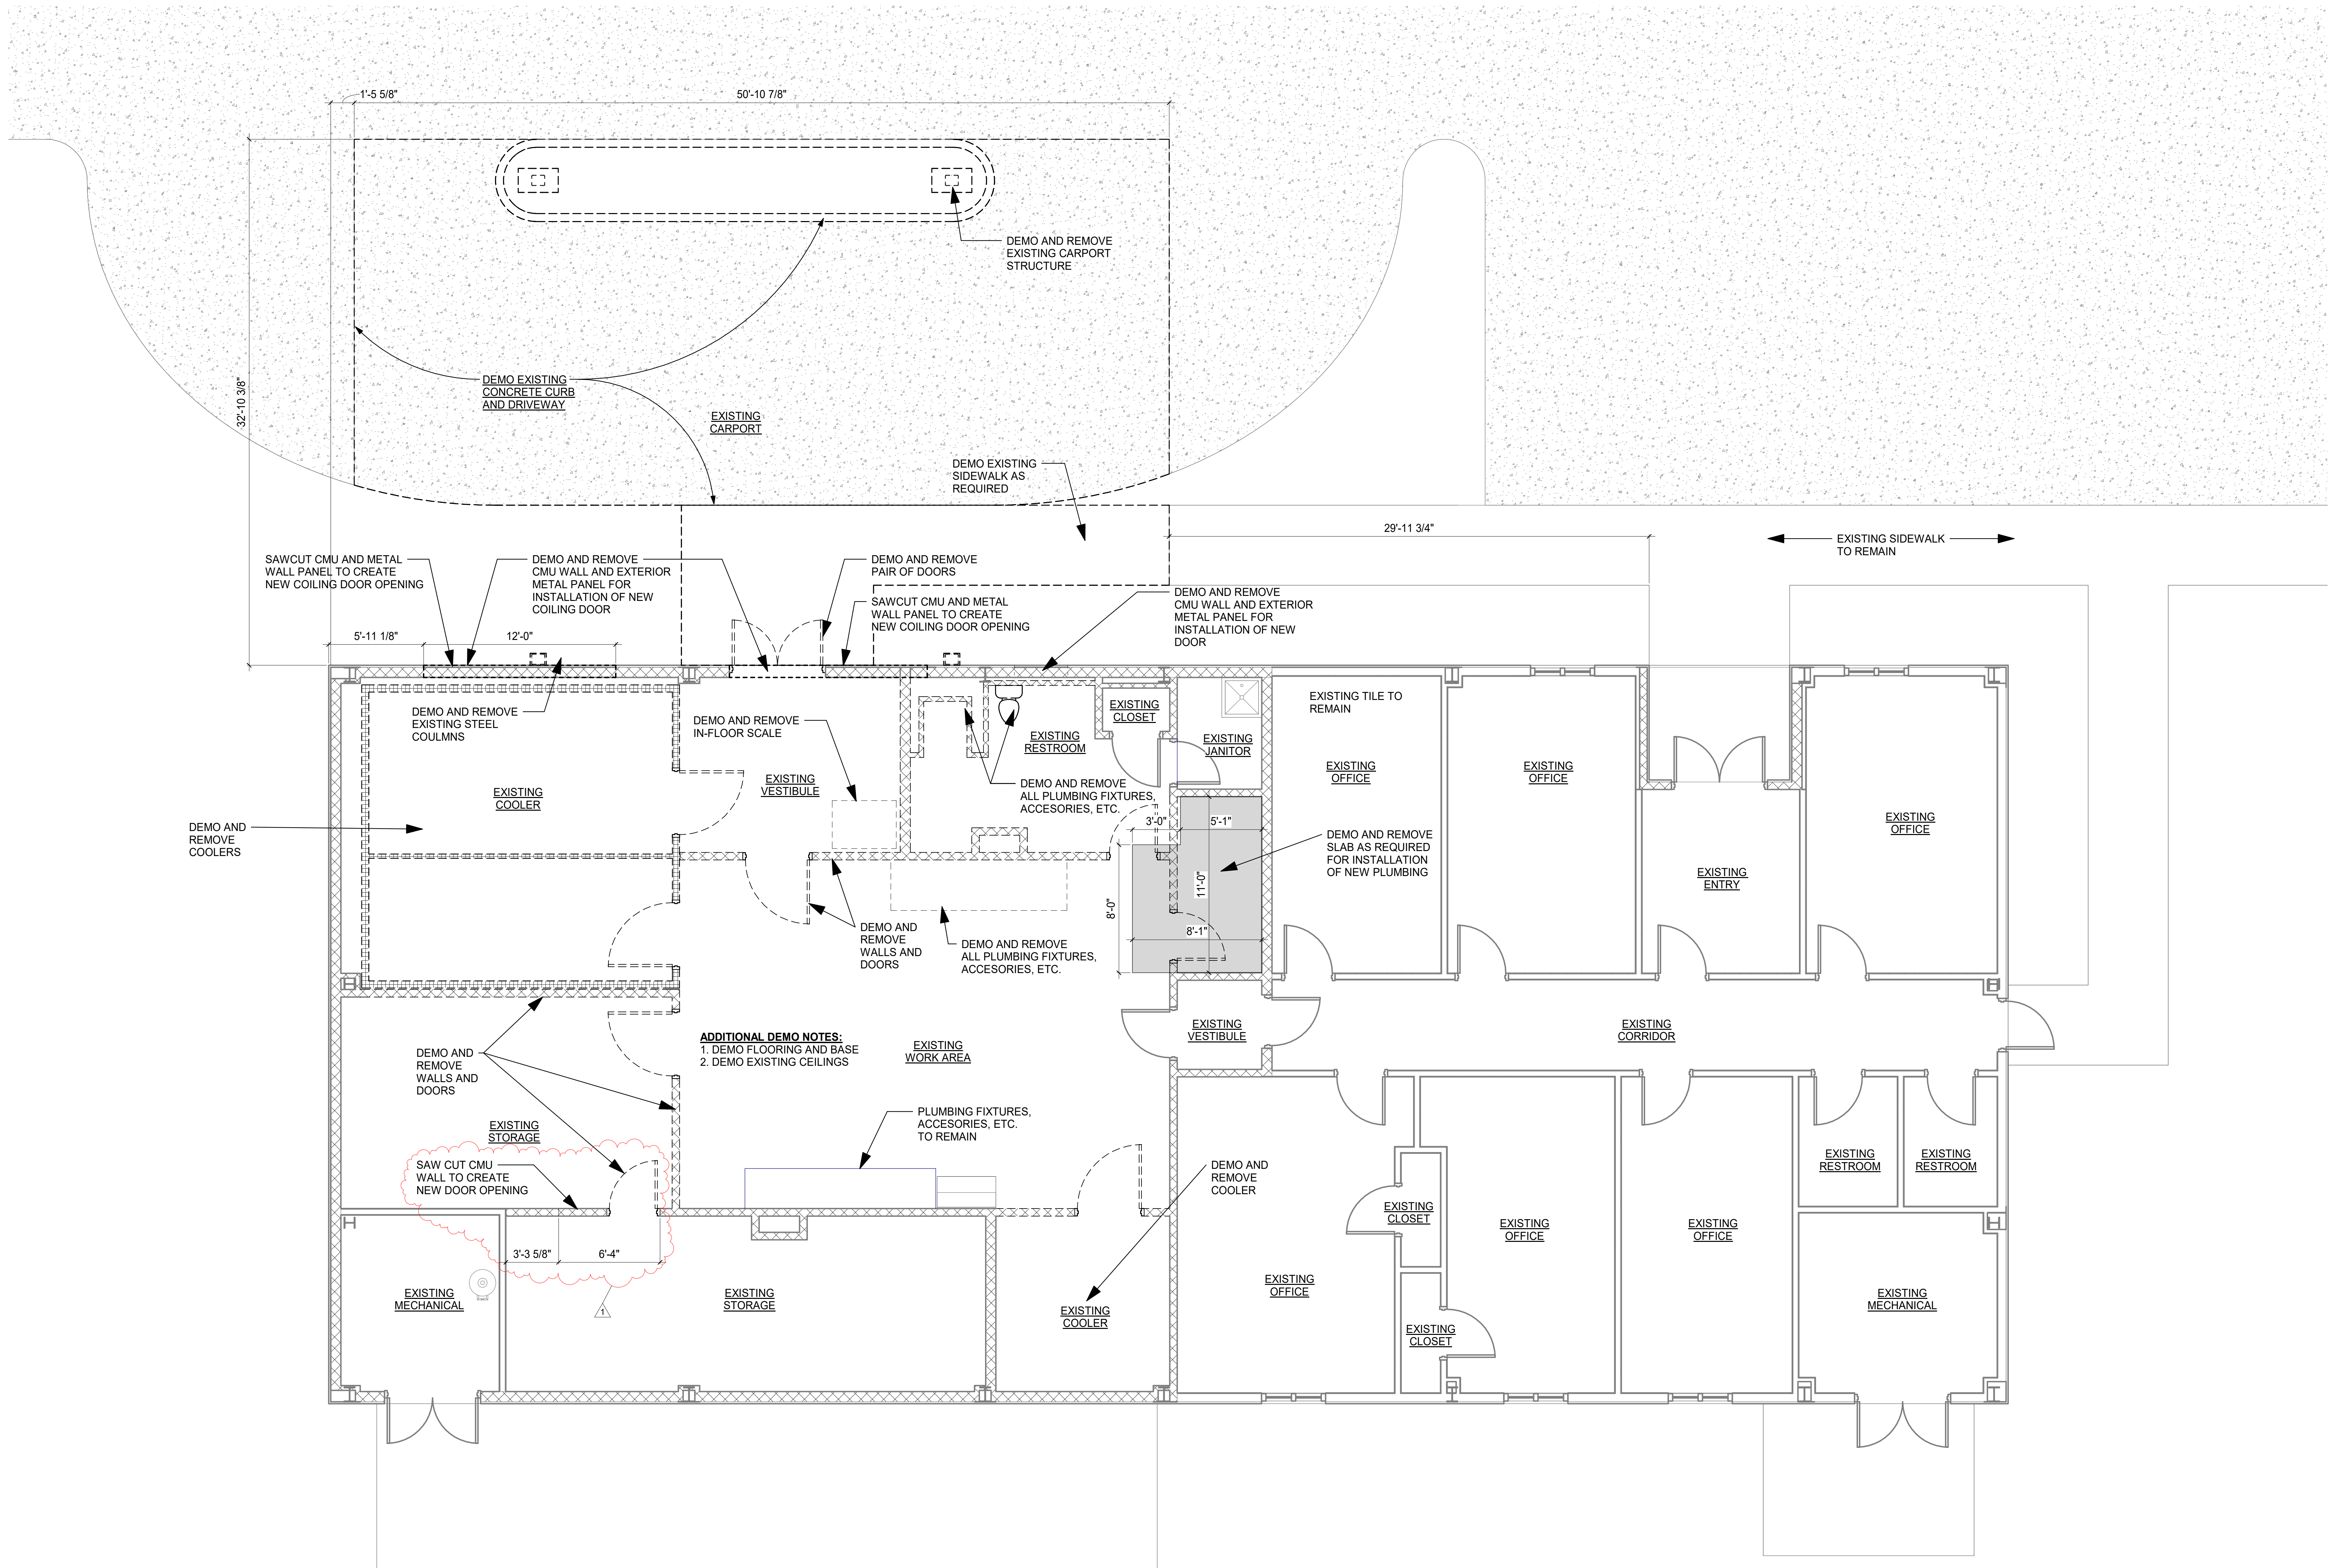 1'-5 5/8"
50'-10 7/8"
32'-10 3/8"
DEMO AND REMOVE
EXISTING CARPORT
STRUCTURE
DEMO EXISTING
CONCRETE CURB
AND DRIVEWAY
EXISTING
CARPORT
DEMO EXISTING
SIDEWALK AS
REQUIRED
29'-11 3/4"
EXISTING SIDEWALK
TO REMAIN
SAWCUT CMU AND METAL
WALL PANEL TO CREATE
NEW COILING DOOR OPENING
DEMO AND REMOVE
CMU WALL AND EXTERIOR
METAL PANEL FOR
INSTALLATION OF NEW
COILING DOOR
DEMO AND REMOVE
PAIR OF DOORS
SAWCUT CMU AND METAL
WALL PANEL TO CREATE
NEW COILING DOOR OPENING
DEMO AND REMOVE
CMU WALL AND EXTERIOR
METAL PANEL FOR
INSTALLATION OF NEW
DOOR
5'-11 1/8"
12'-0"
DEMO AND REMOVE
EXISTING STEEL
COULMNS
DEMO AND REMOVE
IN-FLOOR SCALE
EXISTING
RESTROOM
EXISTING
CLOSET
EXISTING
JANITOR
EXISTING TILE TO
REMAIN
EXISTING
OFFICE
EXISTING
OFFICE
EXISTING
COOLER
EXISTING
VESTIBULE
DEMO AND REMOVE
ALL PLUMBING FIXTURES,
ACCESORIES, ETC.
DEMO AND
REMOVE
COOLERS
3'-0"
5'-1"
11'-0"
8'-0"
8'-1"
DEMO AND REMOVE
SLAB AS REQUIRED
FOR INSTALLATION
OF NEW PLUMBING
EXISTING
ENTRY
EXISTING
OFFICE
DEMO AND
REMOVE
WALLS AND
DOORS
DEMO AND REMOVE
ALL PLUMBING FIXTURES,
ACCESORIES, ETC.
ADDITIONAL DEMO NOTES:
1. DEMO FLOORING AND BASE
2. DEMO EXISTING CEILINGS
EXISTING
WORK AREA
EXISTING
VESTIBULE
EXISTING
CORRIDOR
DEMO AND
REMOVE
WALLS AND
DOORS
EXISTING
STORAGE
PLUMBING FIXTURES,
ACCESORIES, ETC.
TO REMAIN
SAW CUT CMU
WALL TO CREATE
NEW DOOR OPENING
DEMO AND
REMOVE
COOLER
EXISTING
RESTROOM
EXISTING
RESTROOM
3'-3 5/8"
6'-4"
1
EXISTING
MECHANICAL
EXISTING
STORAGE
EXISTING
COOLER
EXISTING
OFFICE
EXISTING
CLOSET
EXISTING
CLOSET
EXISTING
OFFICE
EXISTING
OFFICE
EXISTING
MECHANICAL